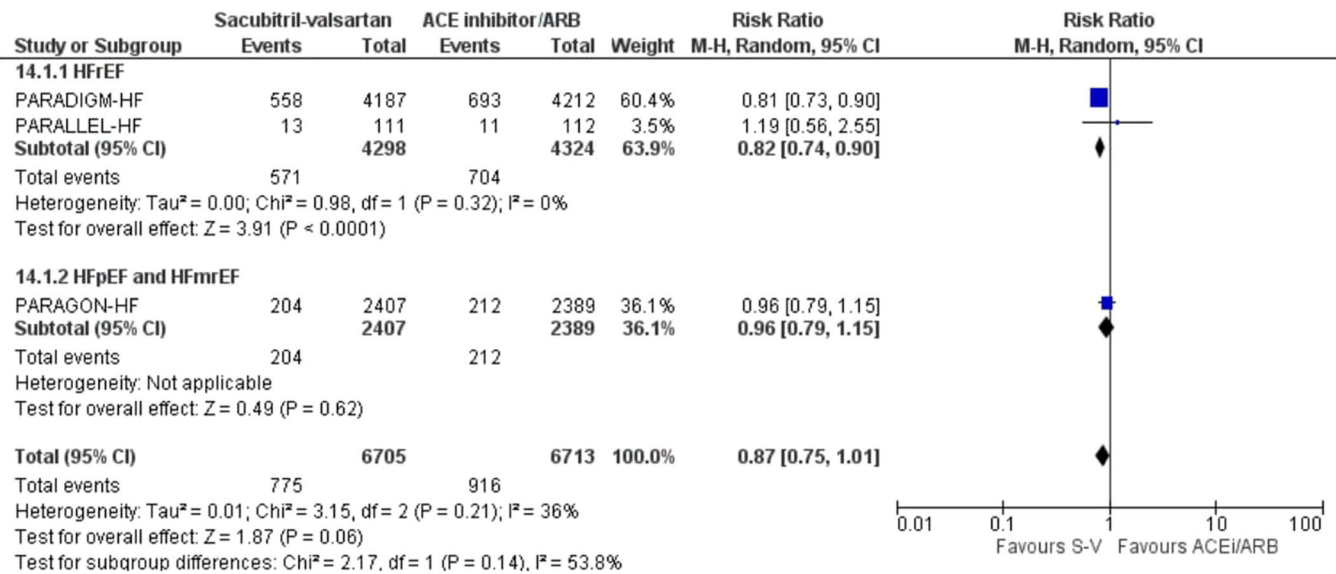 Sacubitril-valsartan ACE inhibitor/ARB Risk Ratio Risk Ratio
Study or Subgroup Events Total Events Total Weight M-H, Random, 95% CI M-H, Random, 95% CI
14.1.1 HFrEF
PARADIGM-HF 558 4187 693 4212 60.4% 0.81 [0.73, 0.90]
PARALLEL-HF 13 111 11 112 3.5% 1.19 [0.56, 2.55]
Subtotal (95% CI) 4298 4324 63.9% 0.82 [0.74, 0.90]
Total events 571 704
Heterogeneity: Tau² = 0.00; Chi² = 0.98, df = 1 (P = 0.32); I² = 0%
Test for overall effect: Z = 3.91 (P < 0.0001)
14.1.2 HFpEF and HFmrEF
PARAGON-HF 204 2407 212 2389 36.1% 0.96 [0.79, 1.15]
Subtotal (95% CI) 2407 2389 36.1% 0.96 [0.79, 1.15]
Total events 204 212
Heterogeneity: Not applicable
Test for overall effect: Z = 0.49 (P = 0.62)
Total (95% CI) 6705 6713 100.0% 0.87 [0.75, 1.01]
Total events 775 916
Heterogeneity: Tau² = 0.01; Chi² = 3.15, df = 2 (P = 0.21); I² = 36%
Test for overall effect: Z = 1.87 (P = 0.06)
Test for subgroup differences: Chi² = 2.17, df = 1 (P = 0.14), I² = 53.8%
0.01 0.1 1 10 100
Favours S-V Favours ACEi/ARB